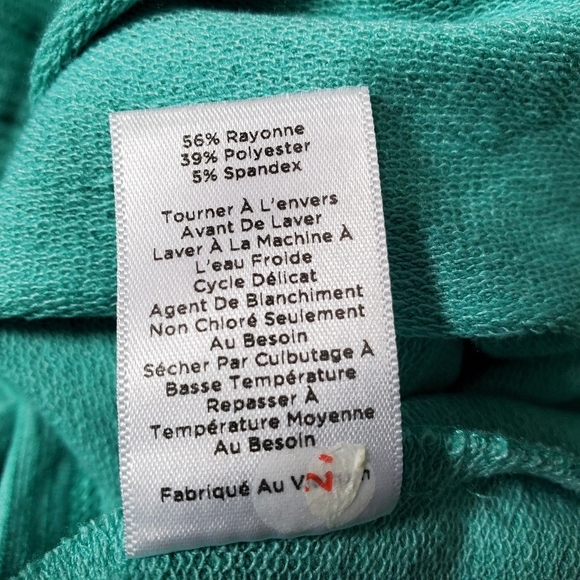 56% Rayonne
39% Polyester
5% Spandex
Tourner À L'envers
Avant De Laver
Laver À La Machine À
L'eau Froide
Cycle Délicat
Agent De Blanchiment
Non Chloré Seulement
Au Besoin
Sécher Par Culbutage À
Basse Température
Repasser À
Température Moyenne
Au Besoin
Fabriqué Au